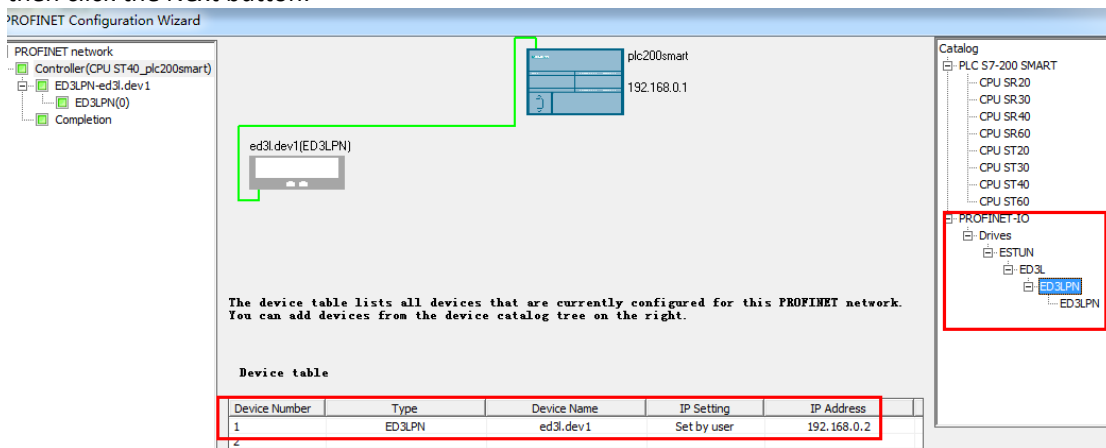 then click the Next button.
PROFINET Configuration Wizard
PROFINET network
Controller(CPU ST40_plc200smart)
ED3LPN-ed3l.dev1
ED3LPN(0)
Completion
plc200smart
192.168.0.1
ed3l.dev1(ED3LPN)
The device table lists all devices that are currently configured for this PROFINET network.
You can add devices from the device catalog tree on the right.
Device table
Device Number Type Device Name IP Setting IP Address
1 ED3LPN ed3l.dev1 Set by user 192.168.0.2
2
Catalog
PLC S7-200 SMART
CPU SR20
CPU SR30
CPU SR40
CPU SR60
CPU ST20
CPU ST30
CPU ST40
CPU ST60
PROFINET-IO
Drives
ESTUN
ED3L
ED3LPN
ED3LPN